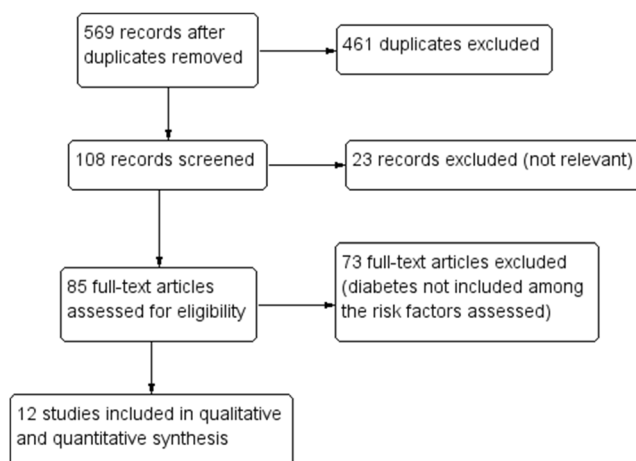 569 records after
duplicates removed
461 duplicates excluded
108 records screened
23 records excluded (not relevant)
85 full-text articles
assessed for eligibility
73 full-text articles excluded
(diabetes not included among
the risk factors assessed)
12 studies included in qualitative
and quantitative synthesis